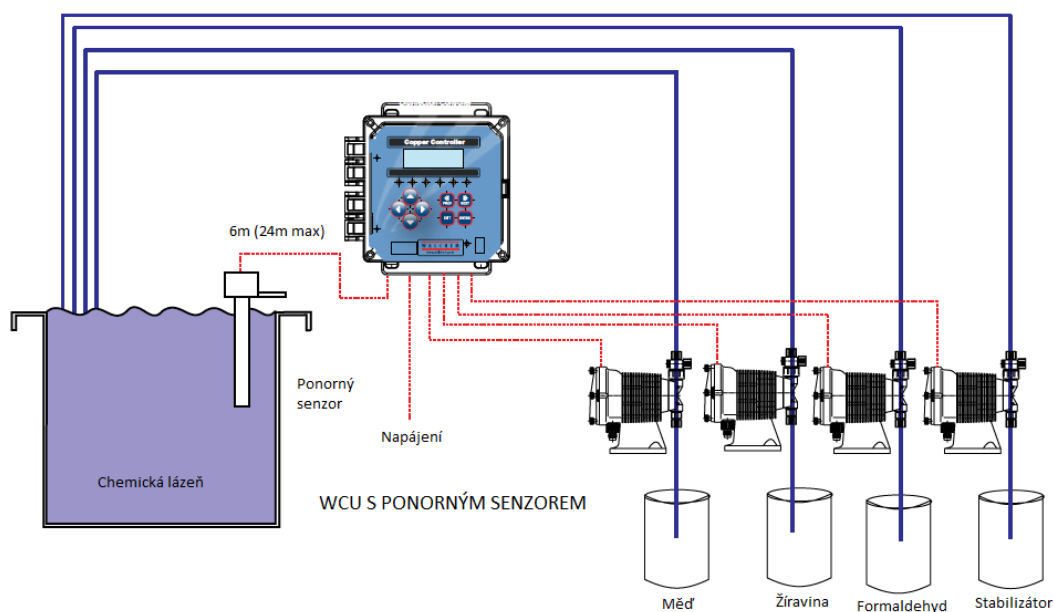 Copper Controller
6m (24m max)
Ponorný
senzor
Napájení
Chemická lázeň
WCU S PONORNÝM SENZOREM
Měď
Žíravina
Formaldehyd
Stabilizátor